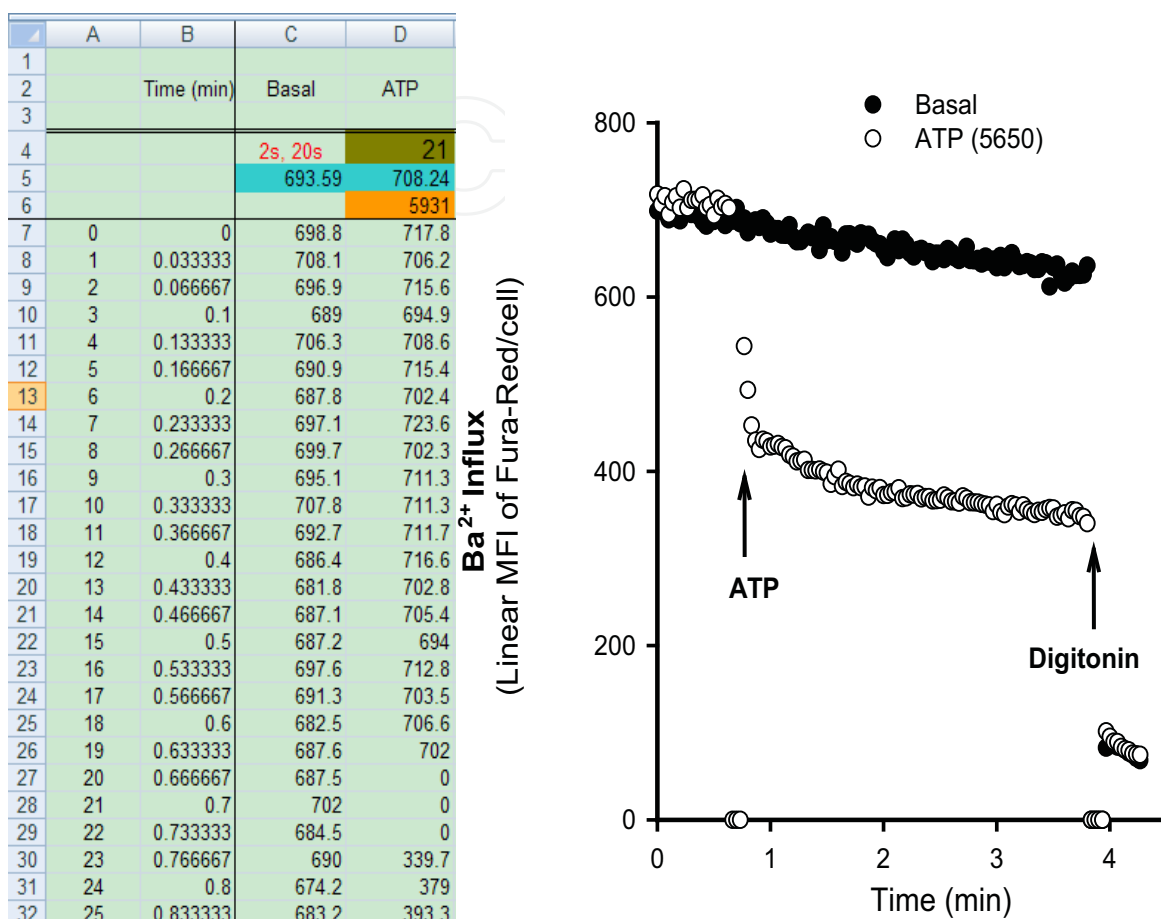 A B C D
1
2 Time (min) Basal ATP
3
4 2s, 20s 21
5 693.59 708.24
6 5931
7 0 0 698.8 717.8
8 1 0.033333 708.1 706.2
9 2 0.066667 696.9 715.6
10 3 0.1 689 694.9
11 4 0.133333 706.3 708.6
12 5 0.166667 690.9 715.4
13 6 0.2 687.8 702.4
14 7 0.233333 697.1 723.6
15 8 0.266667 699.7 702.3
16 9 0.3 695.1 711.3
17 10 0.333333 707.8 711.3
18 11 0.366667 692.7 711.7
19 12 0.4 686.4 716.6
20 13 0.433333 681.8 702.8
21 14 0.466667 687.1 705.4
22 15 0.5 687.2 694
23 16 0.533333 697.6 712.8
24 17 0.566667 691.3 703.5
25 18 0.6 682.5 706.6
26 19 0.633333 687.6 702
27 20 0.666667 687.5 0
28 21 0.7 702 0
29 22 0.733333 684.5 0
30 23 0.766667 690 339.7
31 24 0.8 674.2 379
32 25 0.833333 683.2 393.3
Ba²⁺ Influx
(Linear MFI of Fura-Red/cell)
Basal
ATP (5650)
800
600
400
200
0
ATP
Digitonin
0 1 2 3 4
Time (min)